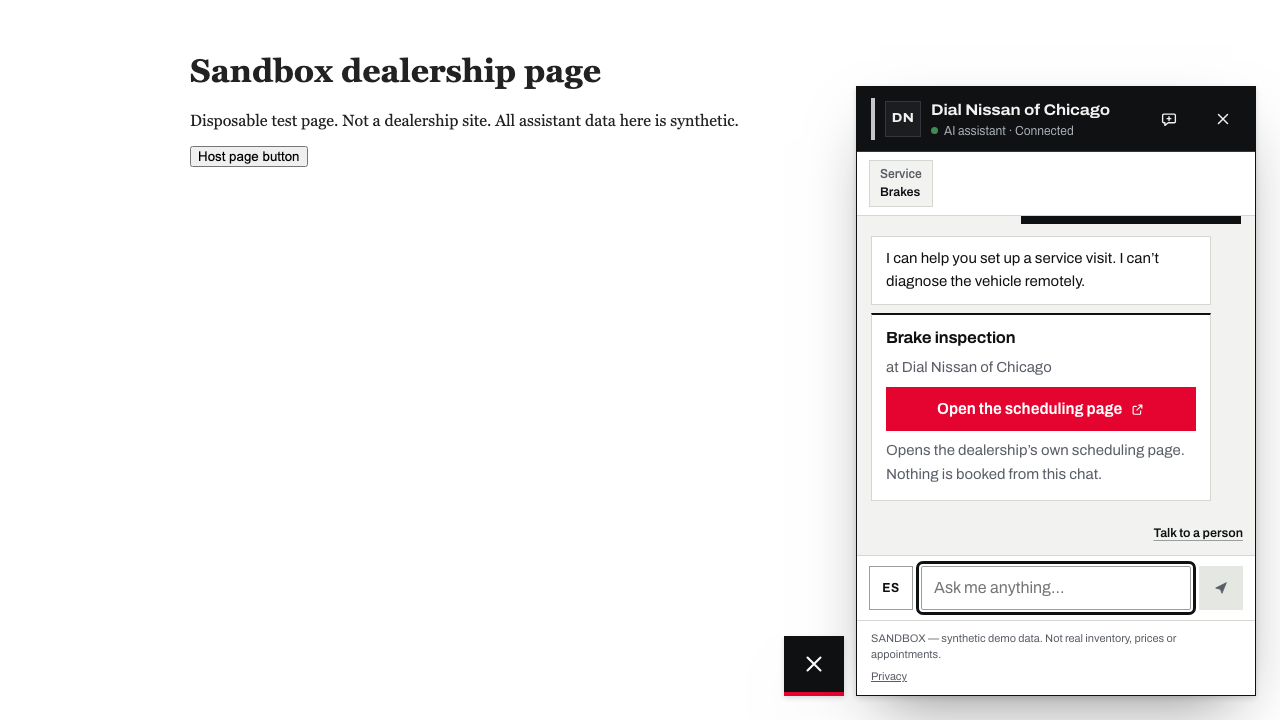 Sandbox dealership page
Disposable test page. Not a dealership site. All assistant data here is synthetic.
Host page button
DN
Dial Nissan of Chicago
AI assistant · Connected
Service
Brakes
I can help you set up a service visit. I can’t
diagnose the vehicle remotely.
Brake inspection
at Dial Nissan of Chicago
Open the scheduling page
Opens the dealership’s own scheduling page.
Nothing is booked from this chat.
Talk to a person
ES
Ask me anything…
SANDBOX — synthetic demo data. Not real inventory, prices or
appointments.
Privacy